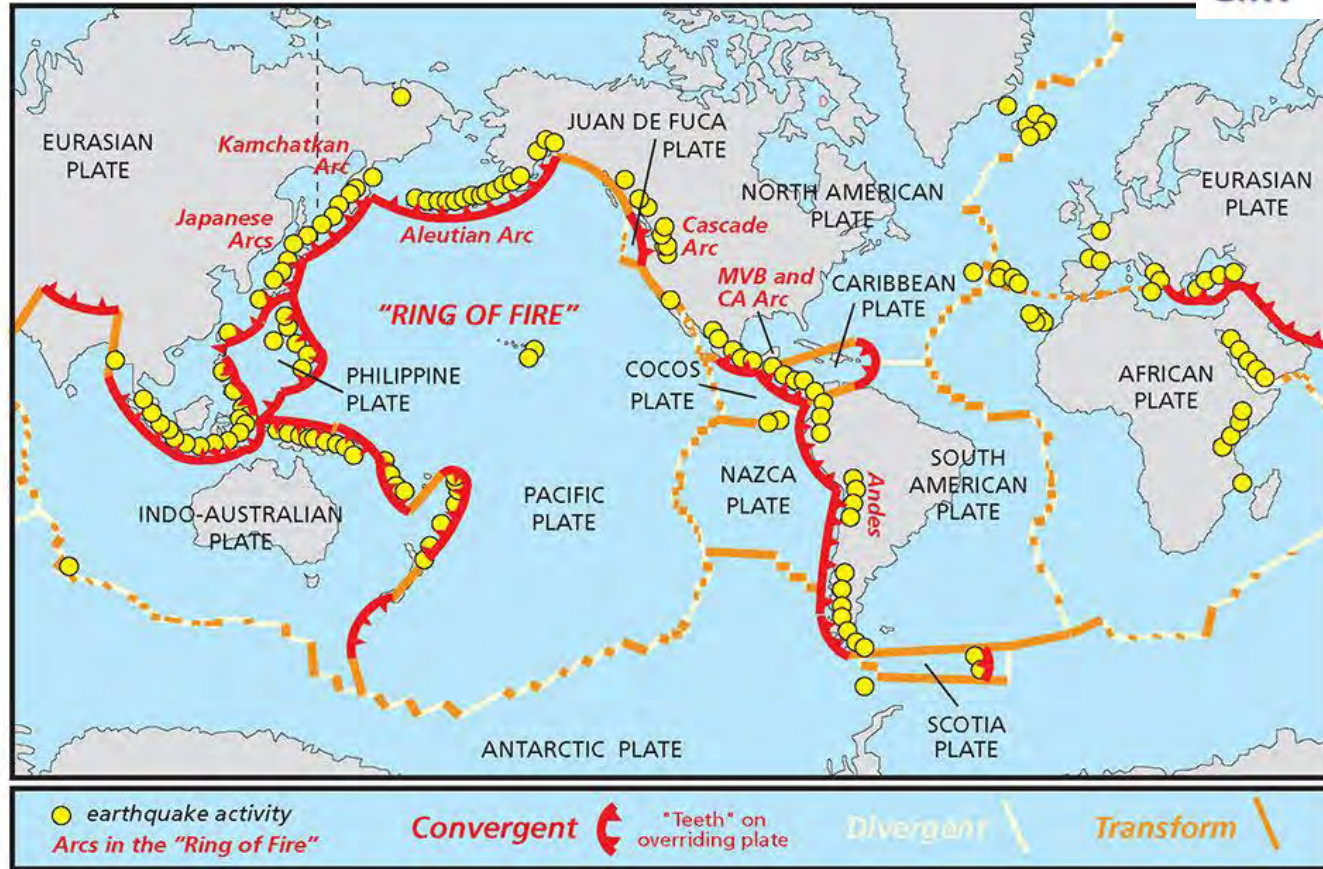 EURASIAN
PLATE
Kamchatkan
Arc
Japanese
Arcs
Aleutian Arc
JUAN DE FUCA
PLATE
NORTH AMERICAN
PLATE
EURASIAN
PLATE
Cascade
Arc
MVB and
CA Arc
CARIBBEAN
PLATE
"RING OF FIRE"
PHILIPPINE
PLATE
COCOS
PLATE
AFRICAN
PLATE
INDO-AUSTRALIAN
PLATE
PACIFIC
PLATE
NAZCA
PLATE
Andes
SOUTH
AMERICAN
PLATE
SCOTIA
PLATE
ANTARCTIC PLATE
earthquake activity
Arcs in the "Ring of Fire"
Convergent
"Teeth" on
overriding plate
Divergent
Transform